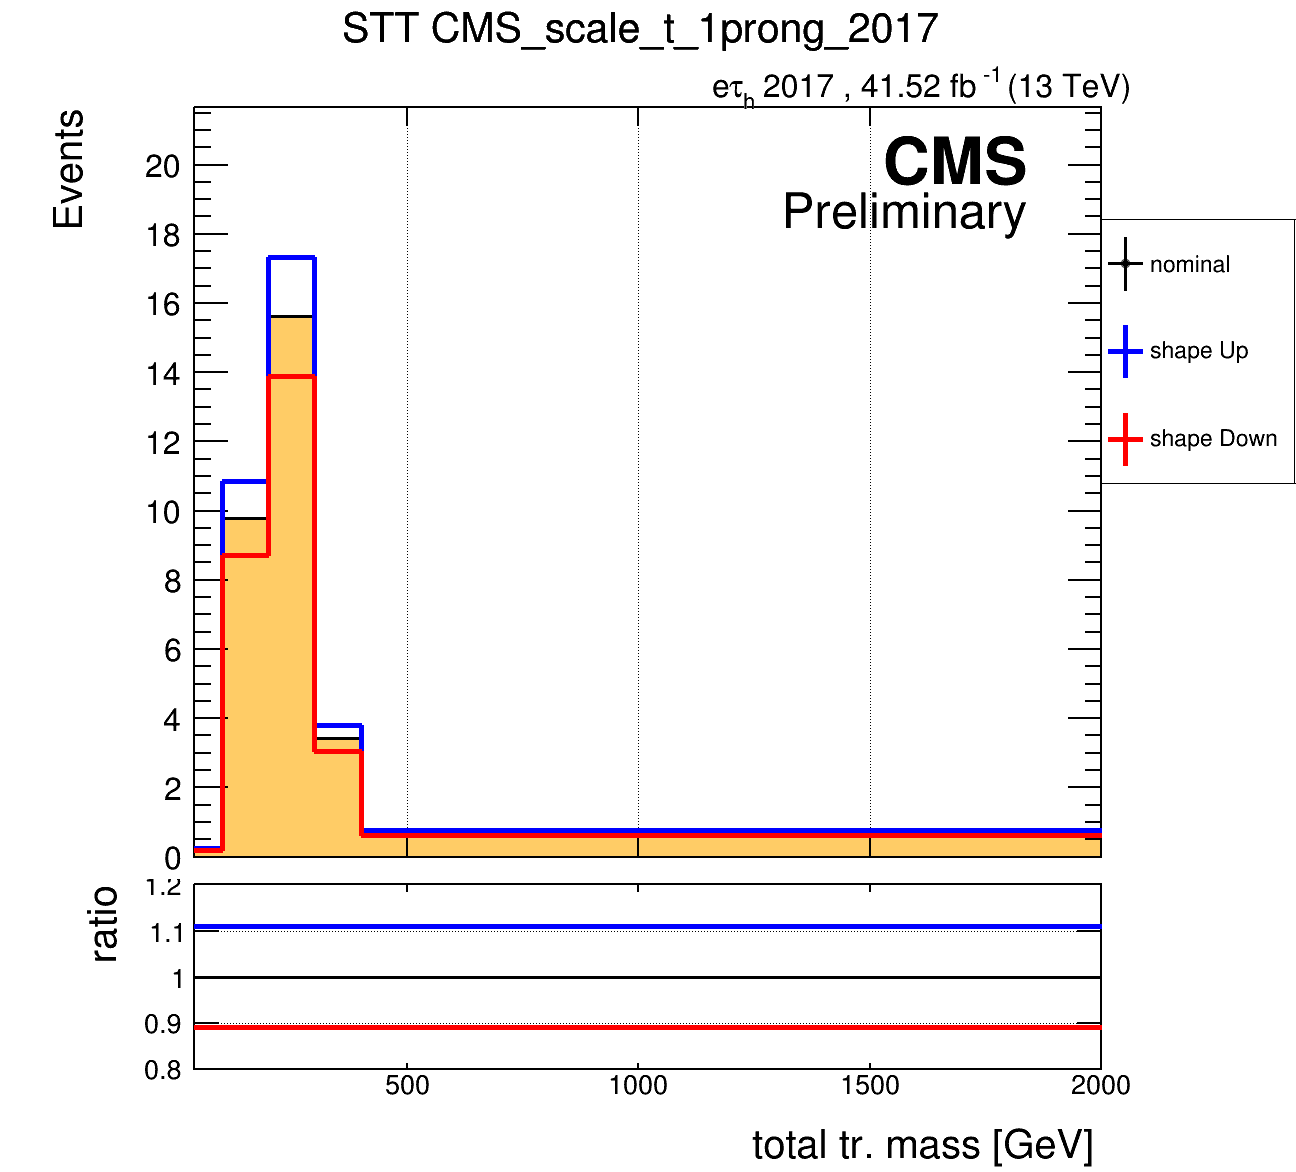 STT CMS_scale_t_1prong_2017
eτh 2017 , 41.52 fb-1 (13 TeV)
Events
CMS
Preliminary
20
18
16
14
12
10
8
6
4
2
0
nominal
shape Up
shape Down
ratio
1.2
1.1
1
0.9
0.8
500 1000 1500 2000
total tr. mass [GeV]